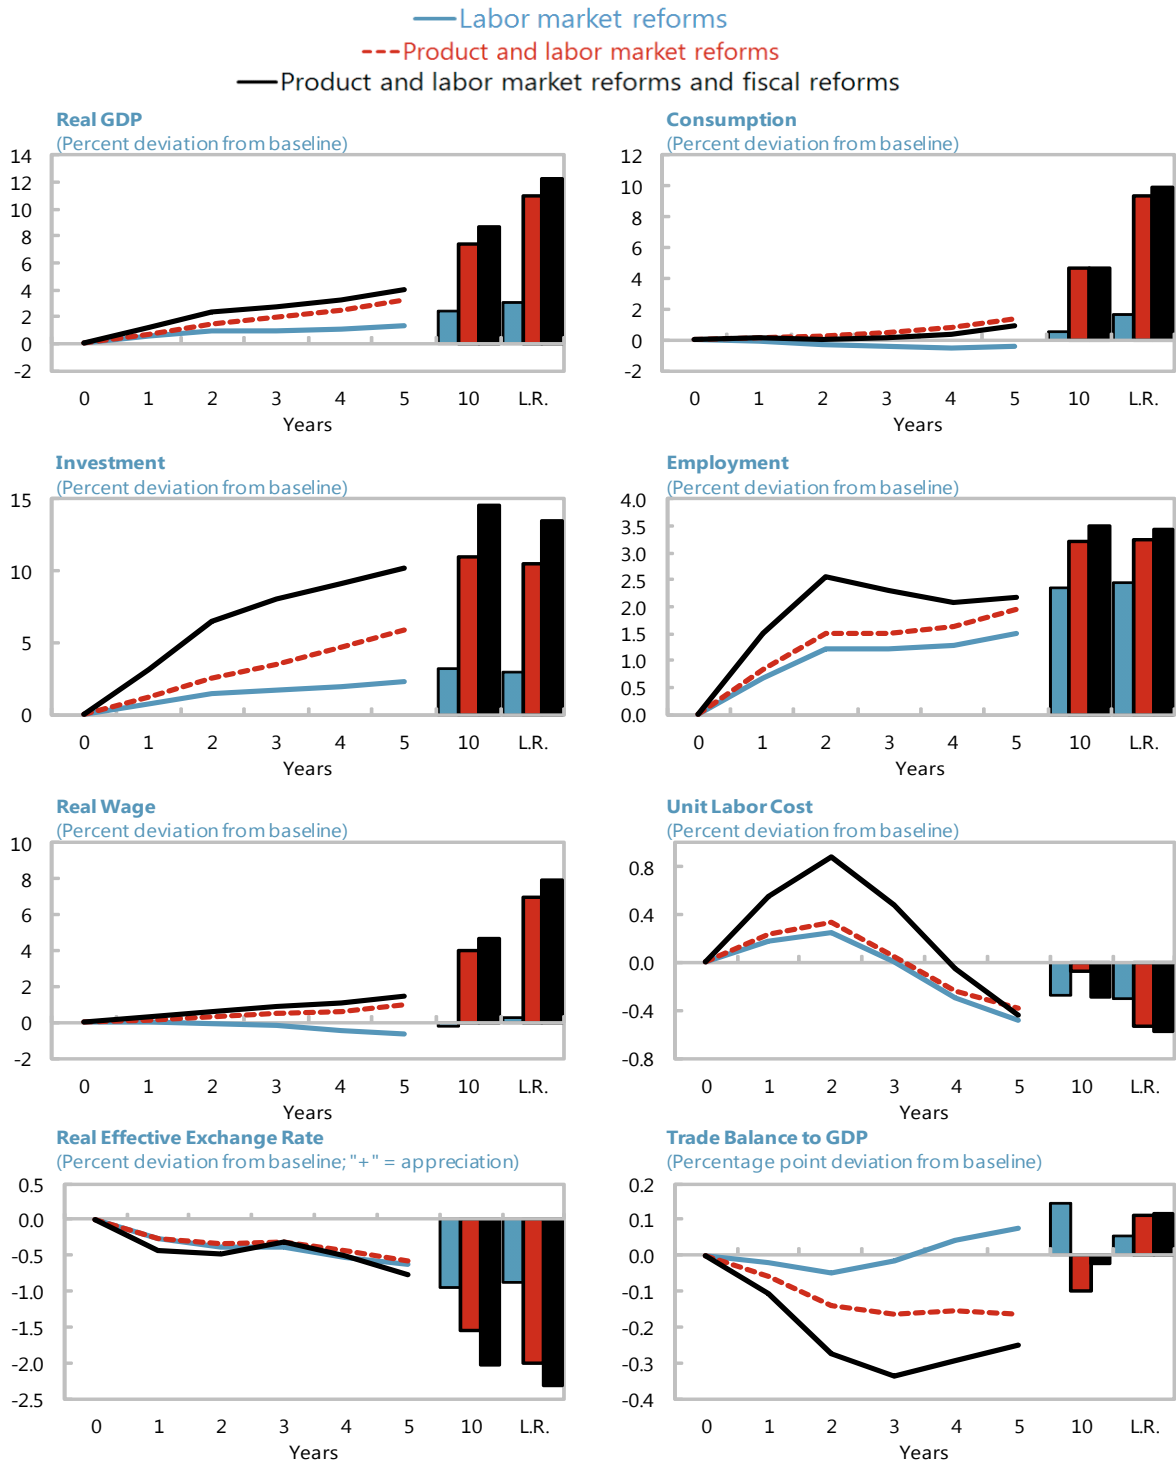 Labor market reforms
Product and labor market reforms
Product and labor market reforms and fiscal reforms
Real GDP
(Percent deviation from baseline)
14
12
10
8
6
4
2
0
-2
0 1 2 3 4 5 10 L.R.
Years
Consumption
(Percent deviation from baseline)
12
10
8
6
4
2
0
-2
0 1 2 3 4 5 10 L.R.
Years
Investment
(Percent deviation from baseline)
15
10
5
0
0 1 2 3 4 5 10 L.R.
Years
Employment
(Percent deviation from baseline)
4.0
3.5
3.0
2.5
2.0
1.5
1.0
0.5
0.0
0 1 2 3 4 5 10 L.R.
Years
Real Wage
(Percent deviation from baseline)
10
8
6
4
2
0
-2
0 1 2 3 4 5 10 L.R.
Years
Unit Labor Cost
(Percent deviation from baseline)
0.8
0.4
0.0
-0.4
-0.8
0 1 2 3 4 5 10 L.R.
Years
Real Effective Exchange Rate
(Percent deviation from baseline; "+" = appreciation)
0.5
0.0
-0.5
-1.0
-1.5
-2.0
-2.5
0 1 2 3 4 5 10 L.R.
Years
Trade Balance to GDP
(Percentage point deviation from baseline)
0.2
0.1
0.0
-0.1
-0.2
-0.3
-0.4
0 1 2 3 4 5 10 L.R.
Years